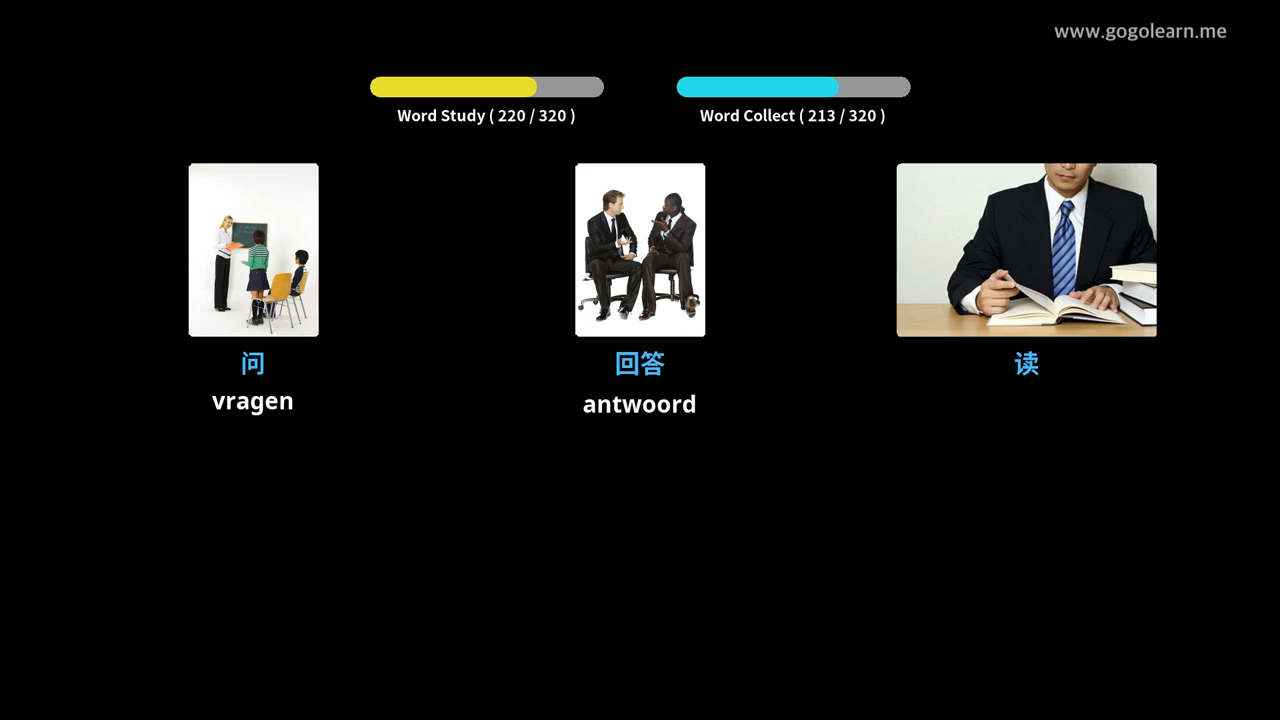 www.gogolearn.me
Word Study ( 220 / 320 )
Word Collect ( 213 / 320 )
问
回答
读
vragen
antwoord